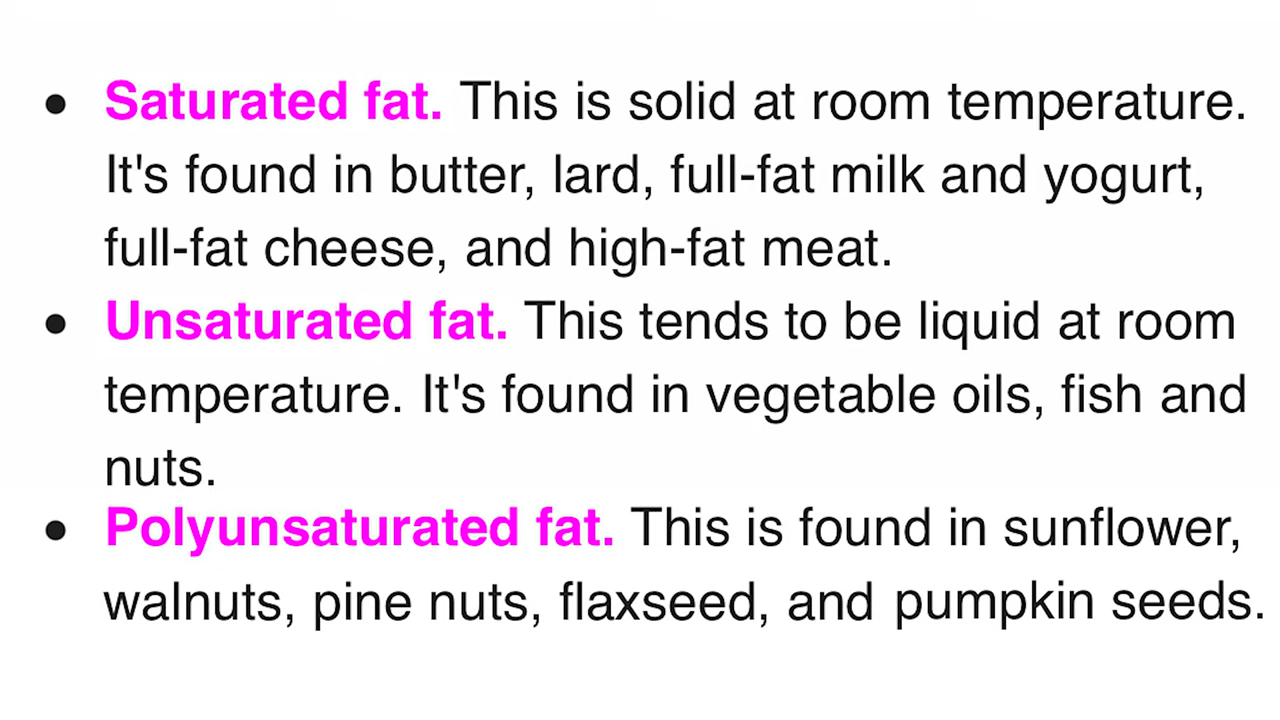 • Saturated fat. This is solid at room temperature.
It's found in butter, lard, full-fat milk and yogurt,
full-fat cheese, and high-fat meat.
• Unsaturated fat. This tends to be liquid at room
temperature. It's found in vegetable oils, fish and
nuts.
• Polyunsaturated fat. This is found in sunflower,
walnuts, pine nuts, flaxseed, and pumpkin seeds.